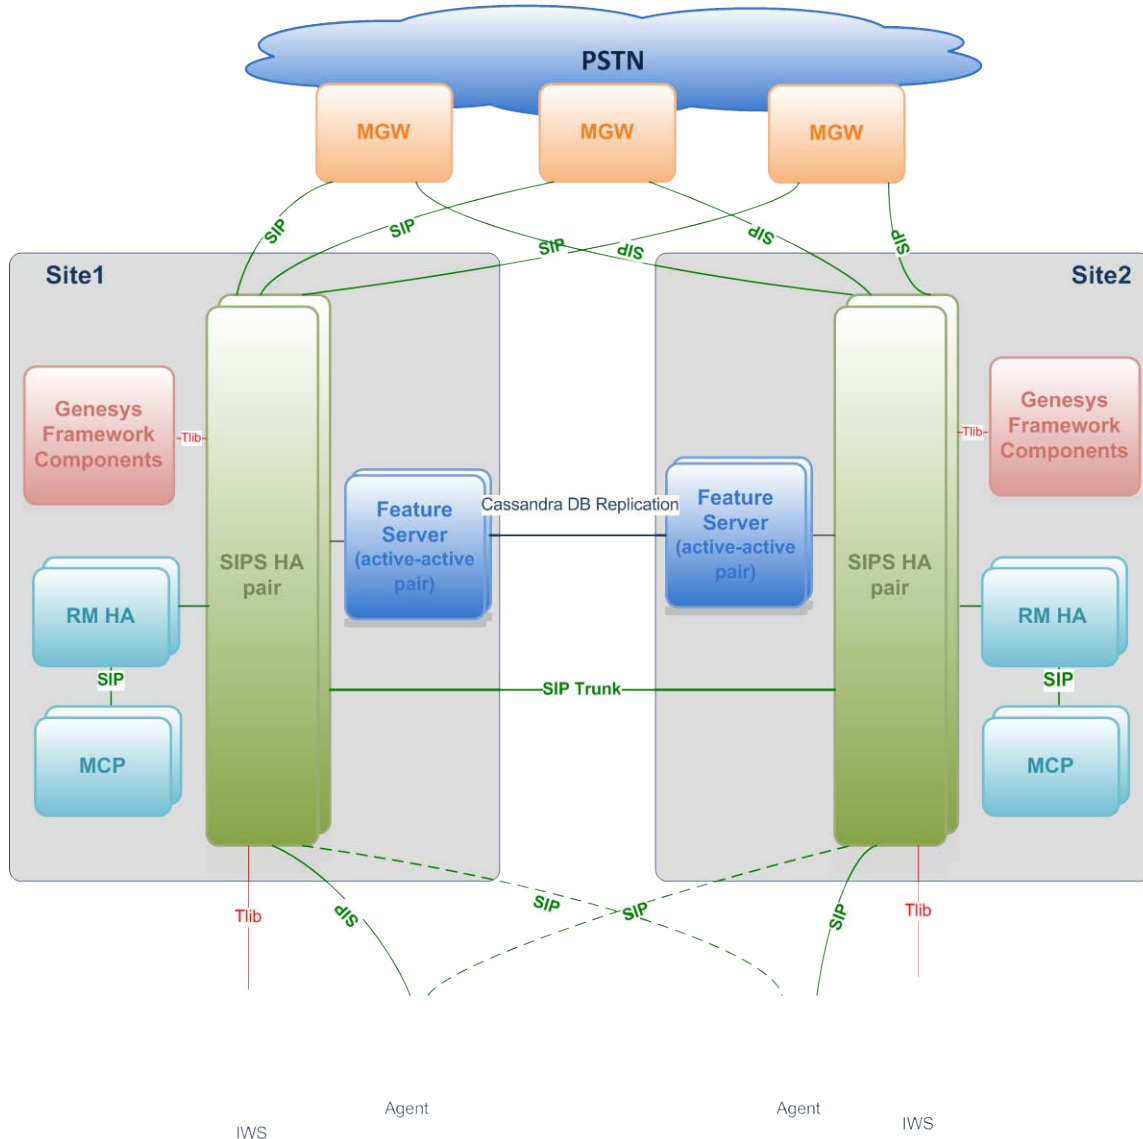 PSTN
MGW
MGW
MGW
SIP
SIP
SIP
SIP
SIP
SIP
Site1
Site2
Genesys
Framework
Components
Tlib
SIPS HA
pair
Feature
Server
(active-active
pair)
Cassandra DB Replication
Feature
Server
(active-active
pair)
SIPS HA
pair
Tlib
Genesys
Framework
Components
RM HA
SIP
MCP
SIP Trunk
RM HA
SIP
MCP
Tlib
SIP
SIP
SIP
SIP
Tlib
Agent
IWS
Agent
IWS